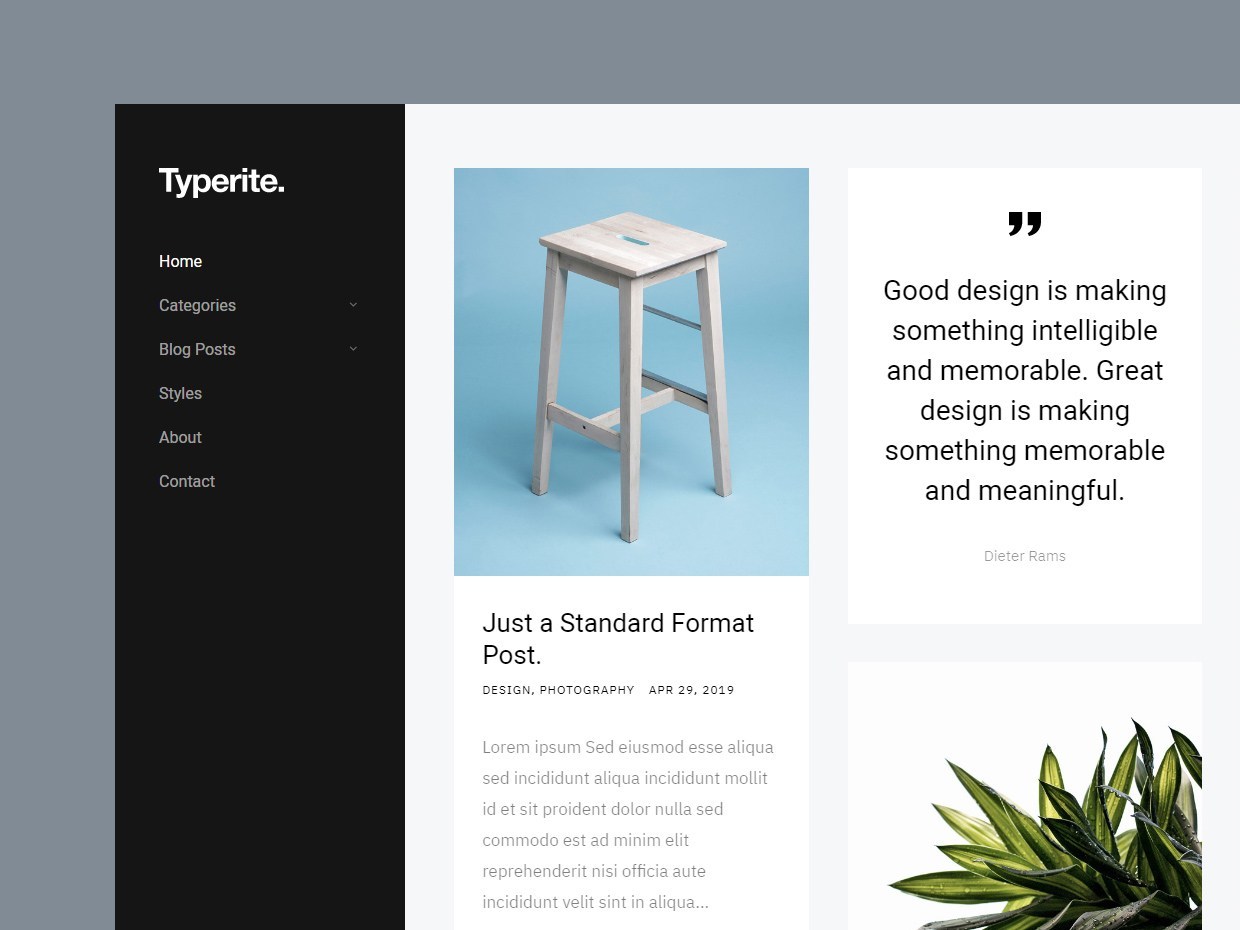 Typerite.
Home
Categories
Blog Posts
Styles
About
Contact
Just a Standard Format
Post.
DESIGN, PHOTOGRAPHY APR 29, 2019
Lorem ipsum Sed eiusmod esse aliqua
sed incididunt aliqua incididunt mollit
id et sit proident dolor nulla sed
commodo est ad minim elit
reprehenderit nisi officia aute
incididunt velit sint in aliqua...
”
Good design is making
something intelligible
and memorable. Great
design is making
something memorable
and meaningful.
Dieter Rams